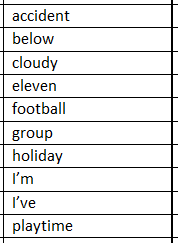 accident
below
cloudy
eleven
football
group
holiday
I’m
I’ve
playtime